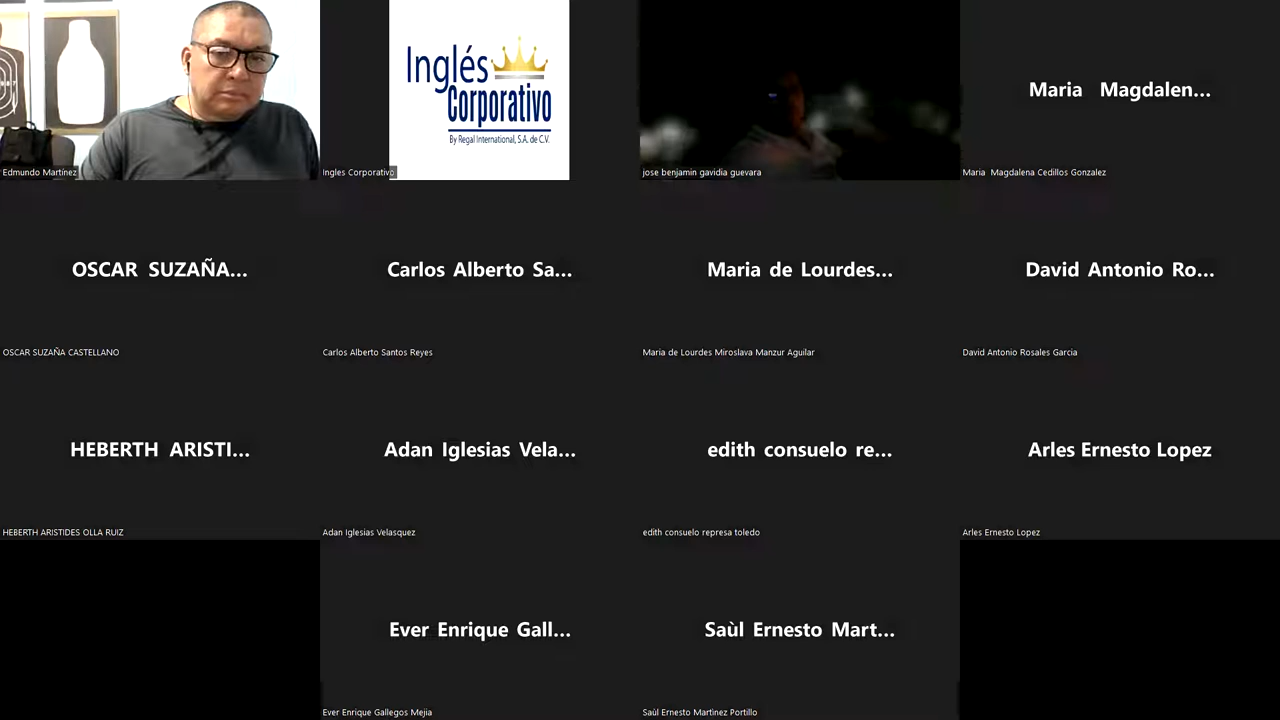 Edmundo Martínez
Inglés
Corporativo
By Regal International, S.A. de C.V.
Ingles Corporativo
jose benjamin gavidia guevara
Maria Magdalen...
Maria Magdalena Cedillos Gonzalez
OSCAR SUZAÑA...
OSCAR SUZAÑA CASTELLANO
Carlos Alberto Sa...
Carlos Alberto Santos Reyes
Maria de Lourdes...
Maria de Lourdes Miroslava Manzur Aguilar
David Antonio Ro...
David Antonio Rosales Garcia
HEBERTH ARISTI...
HEBERTH ARISTIDES OLLA RUIZ
Adan Iglesias Vela...
Adan Iglesias Velasquez
edith consuelo re...
edith consuelo represa toledo
Arles Ernesto Lopez
Arles Ernesto Lopez
Ever Enrique Gall...
Ever Enrique Gallegos Mejia
Saùl Ernesto Mart...
Saùl Ernesto Martìnez Portillo